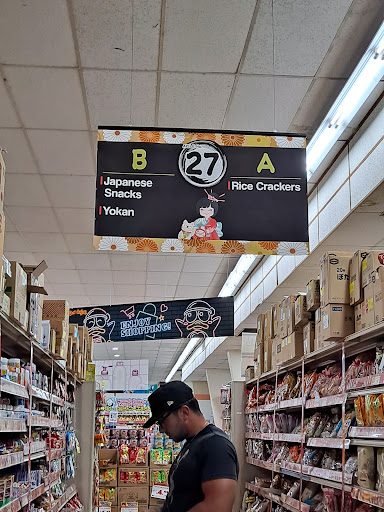 B
27
A
Japanese
Snacks
Yokan
Rice Crackers
ENJOY
SHOPPING!